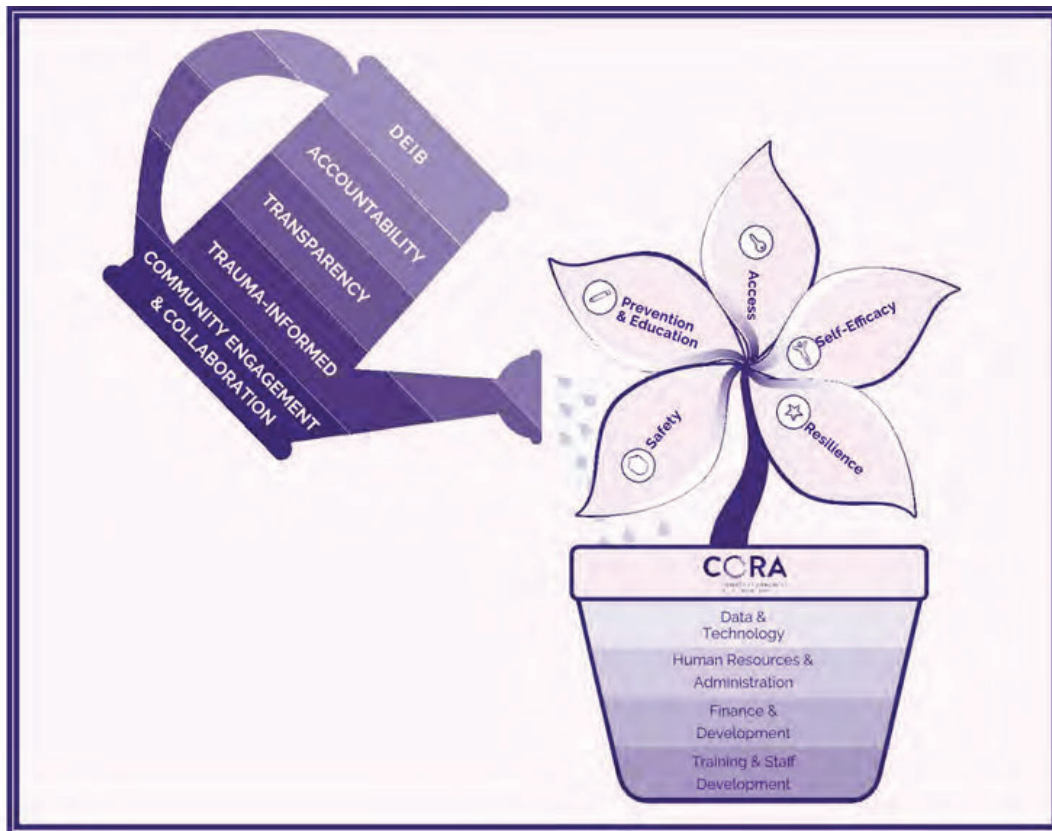 DEIB
ACCOUNTABILITY
TRANSPARENCY
TRAUMA-INFORMED
COMMUNITY ENGAGEMENT
& COLLABORATION
Access
Prevention
& Education
Self-Efficacy
Safety
Resilience
CORA
Data &
Technology
Human Resources &
Administration
Finance &
Development
Training & Staff
Development